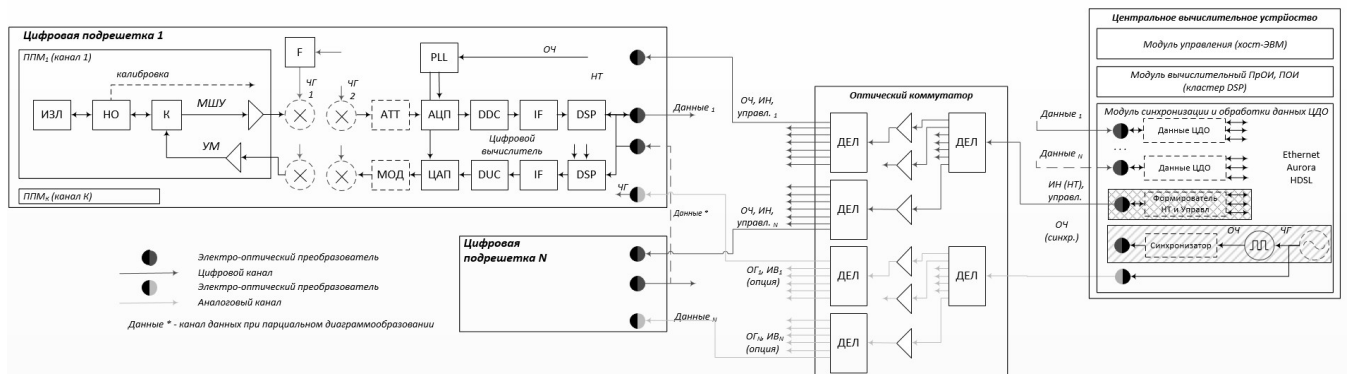 Цифровая подрешетка 1
ППМ1 (канал 1)
калибровка
ИЗЛ
НО
К
МШУ
УМ
F
ЧГ
1
ЧГ
2
PLL
ОЧ
НТ
АТТ
АЦП
DDC
IF
DSP
Данные 1
Цифровой
вычислитель
МОД
ЦАП
DUC
IF
DSP
ЧГ
ППМК (канал К)
Данные *
Цифровая
подрешетка N
Данные N
Электро-оптический преобразователь
Цифровой канал
Электро-оптический преобразователь
Аналоговый канал
Данные * - канал данных при парциальном диаграммообразовании
ОЧ, ИН,
управл. 1
ОЧ, ИН,
управл. N
ОГ1, ИВ1
(опция)
ОГN, ИВN
(опция)
Оптический коммутатор
ДЕЛ
ДЕЛ
ДЕЛ
ДЕЛ
ДЕЛ
ДЕЛ
Центральное вычислительное устрйоство
Модуль управления (хост-ЭВМ)
Модуль вычислительный ПрОИ, ПОИ
(кластер DSP)
Модуль синхронизации и обработки данных ЦДО
Данные 1
Данные ЦДО
...
Данные N
Данные ЦДО
Ethernet
Aurora
HDSL
ИН (НТ),
управл.
Формирователь
НТ и Управл
ОЧ
(синхр.)
Синхронизатор
ОЧ
ЧГ